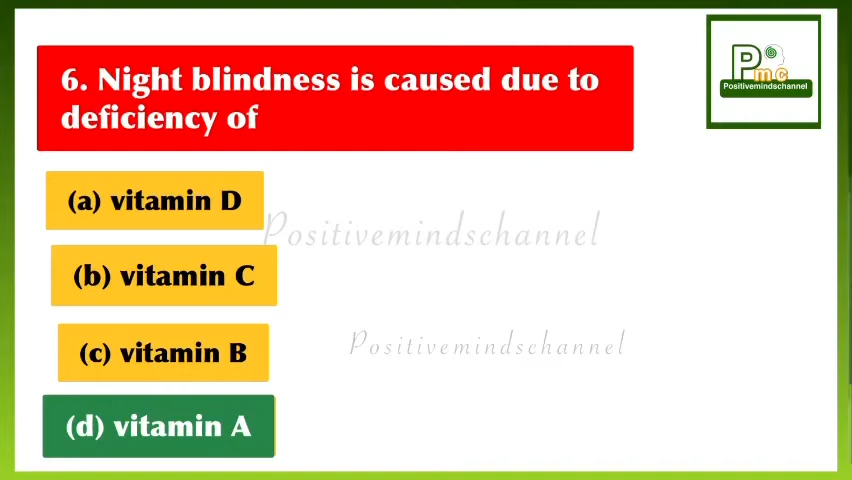 6. Night blindness is caused due to
deficiency of
PMC
Positivemindschannel
(a) vitamin D
Positivemindschannel
(b) vitamin C
(c) vitamin B
Positivemindschannel
(d) vitamin A